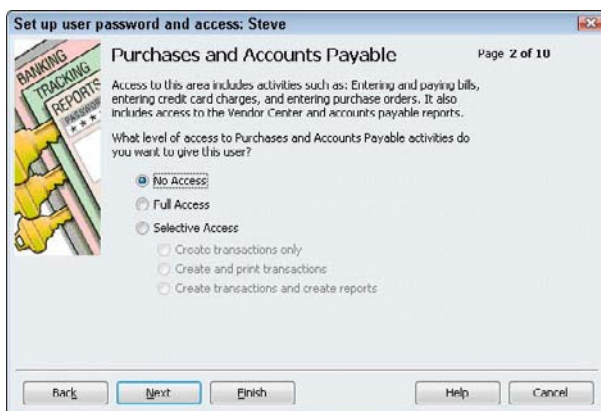 Set up user password and access: Steve
BANKING
TRACKING
REPORTS
PASSWORD
****
Purchases and Accounts Payable
Page 2 of 10
Access to this area includes activities such as: Entering and paying bills,
entering credit card charges, and entering purchase orders. It also
includes access to the Vendor Center and accounts payable reports.
What level of access to Purchases and Accounts Payable activities do
you want to give this user?
No Access
Full Access
Selective Access
Create transactions only
Create and print transactions
Create transactions and create reports
Back
Next
Finish
Help
Cancel